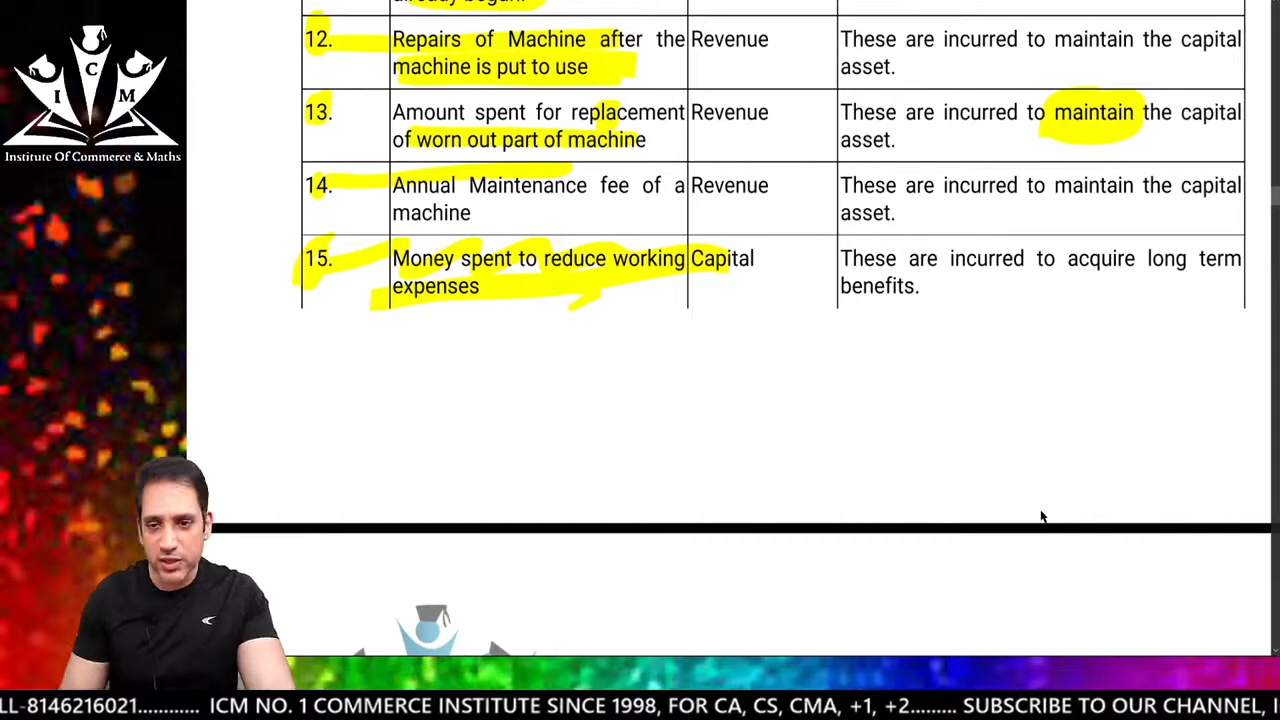 already began.
12. Repairs of Machine after the Revenue These are incurred to maintain the capital
machine is put to use asset.
13. Amount spent for replacement Revenue These are incurred to maintain the capital
of worn out part of machine asset.
14. Annual Maintenance fee of a Revenue These are incurred to maintain the capital
machine asset.
15. Money spent to reduce working Capital These are incurred to acquire long term
expenses benefits.
C
I M
Institute Of Commerce & Maths
LL-8146216021........... ICM NO. 1 COMMERCE INSTITUTE SINCE 1998, FOR CA, CS, CMA, +1, +2......... SUBSCRIBE TO OUR CHANNEL, I